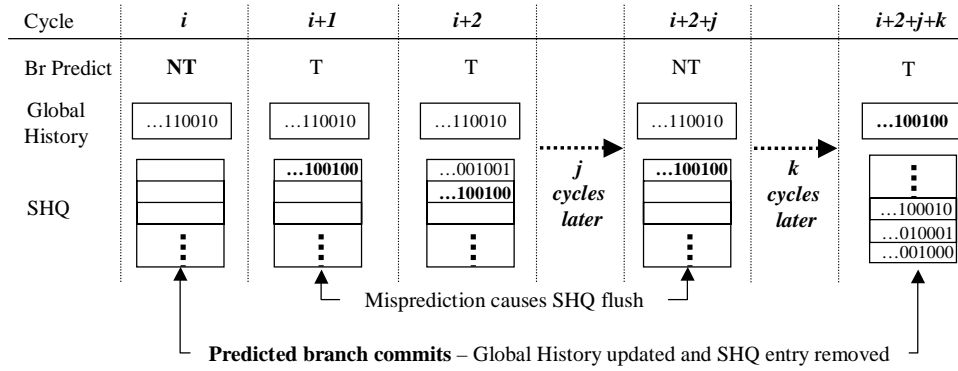 Cycle i i+1 i+2 i+2+j i+2+j+k
Br Predict NT T T NT T
Global History …110010 …110010 …110010 …110010 …100100
SHQ
…100100 …001001 …100100
…100100
j cycles later
k cycles later
…100010
…010001
…001000
Misprediction causes SHQ flush
Predicted branch commits – Global History updated and SHQ entry removed